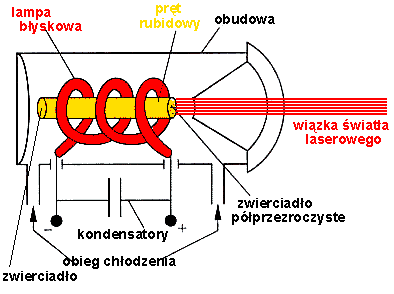 lampa
błyskowa
pręt
rubidowy
obudowa
wiązka światła
laserowego
zwierciadło
półprzezroczyste
−
+
kondensatory
obieg chłodzenia
zwierciadło